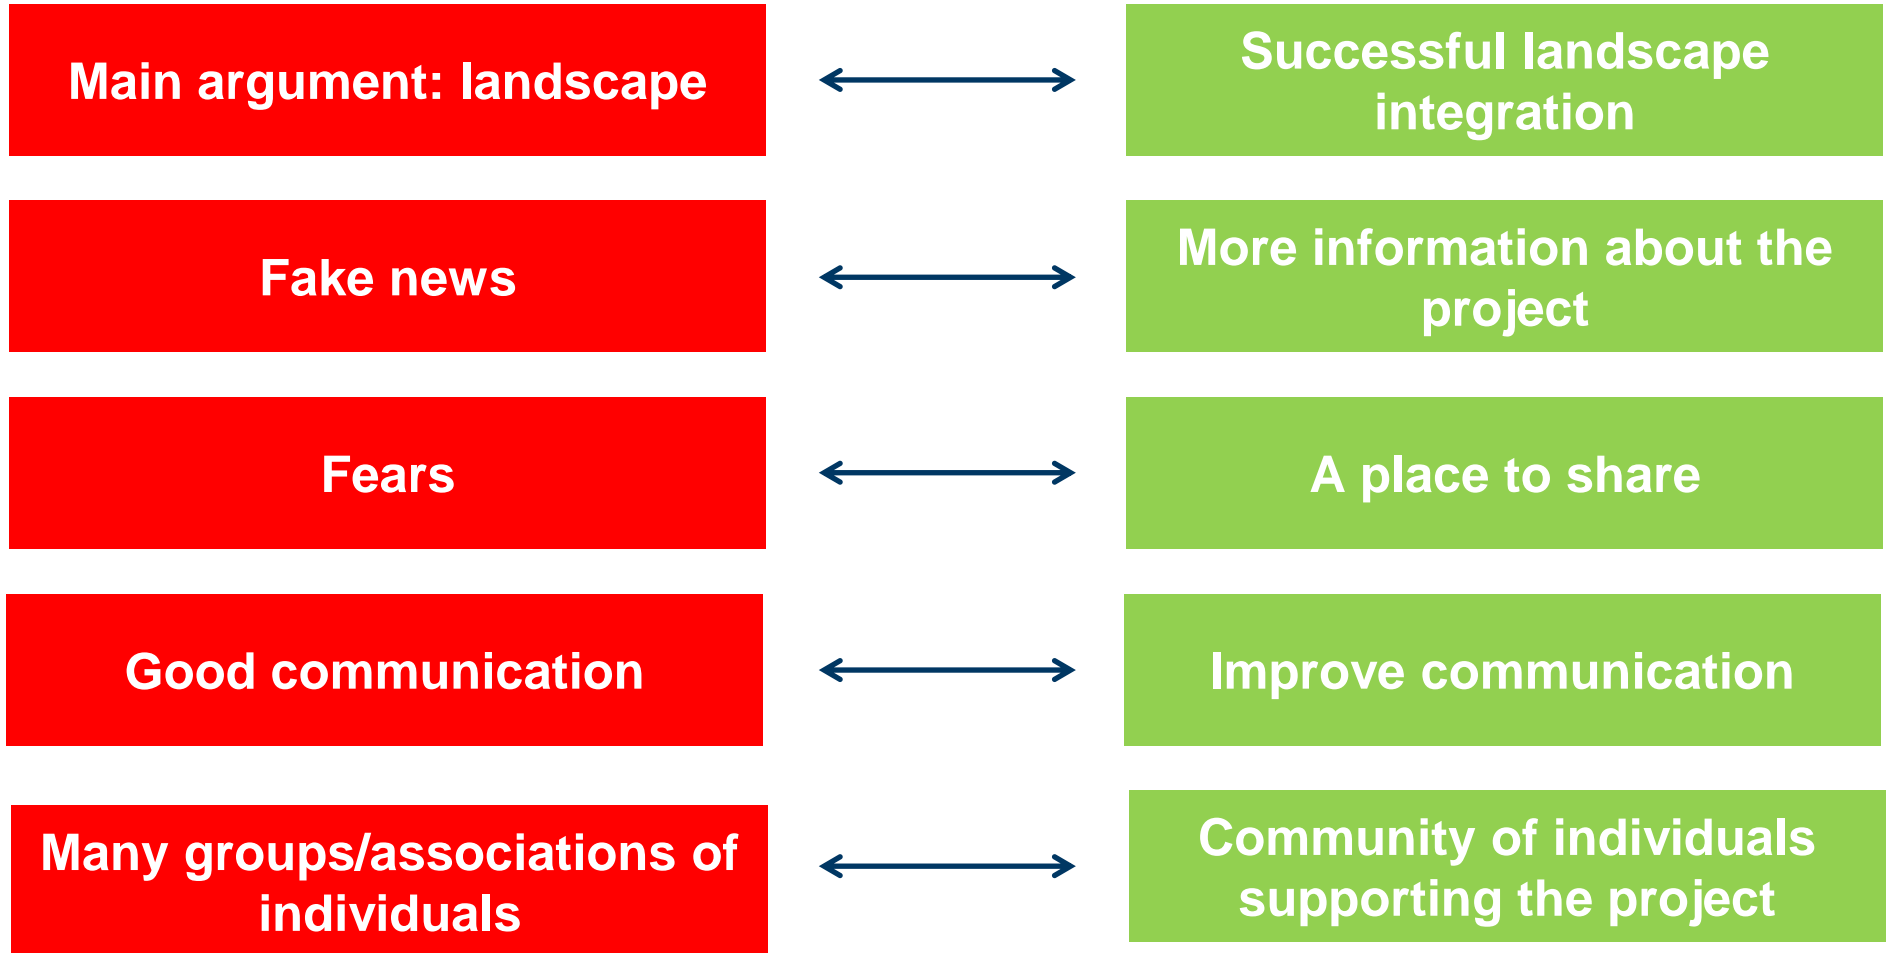 Main argument: landscape
Successful landscape
integration
Fake news
More information about the
project
Fears
A place to share
Good communication
Improve communication
Many groups/associations of
individuals
Community of individuals
supporting the project